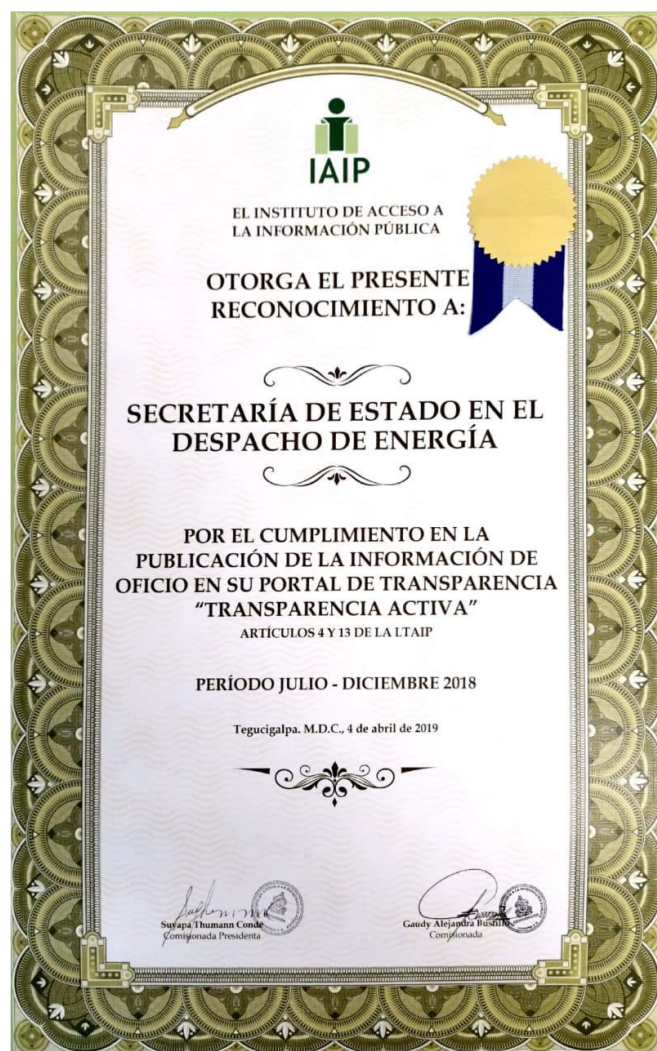 IAIP
EL INSTITUTO DE ACCESO A
LA INFORMACIÓN PÚBLICA
OTORGA EL PRESENTE
RECONOCIMIENTO A:
SECRETARÍA DE ESTADO EN EL
DESPACHO DE ENERGÍA
POR EL CUMPLIMIENTO EN LA
PUBLICACIÓN DE LA INFORMACIÓN DE
OFICIO EN SU PORTAL DE TRANSPARENCIA
“TRANSPARENCIA ACTIVA”
ARTÍCULOS 4 Y 13 DE LA LTAIP
PERÍODO JULIO - DICIEMBRE 2018
Tegucigalpa. M.D.C., 4 de abril de 2019
Suyapa Thumann Conde
Comisionada Presidenta
Gaudy Alejandra Bustillo
Comisionada